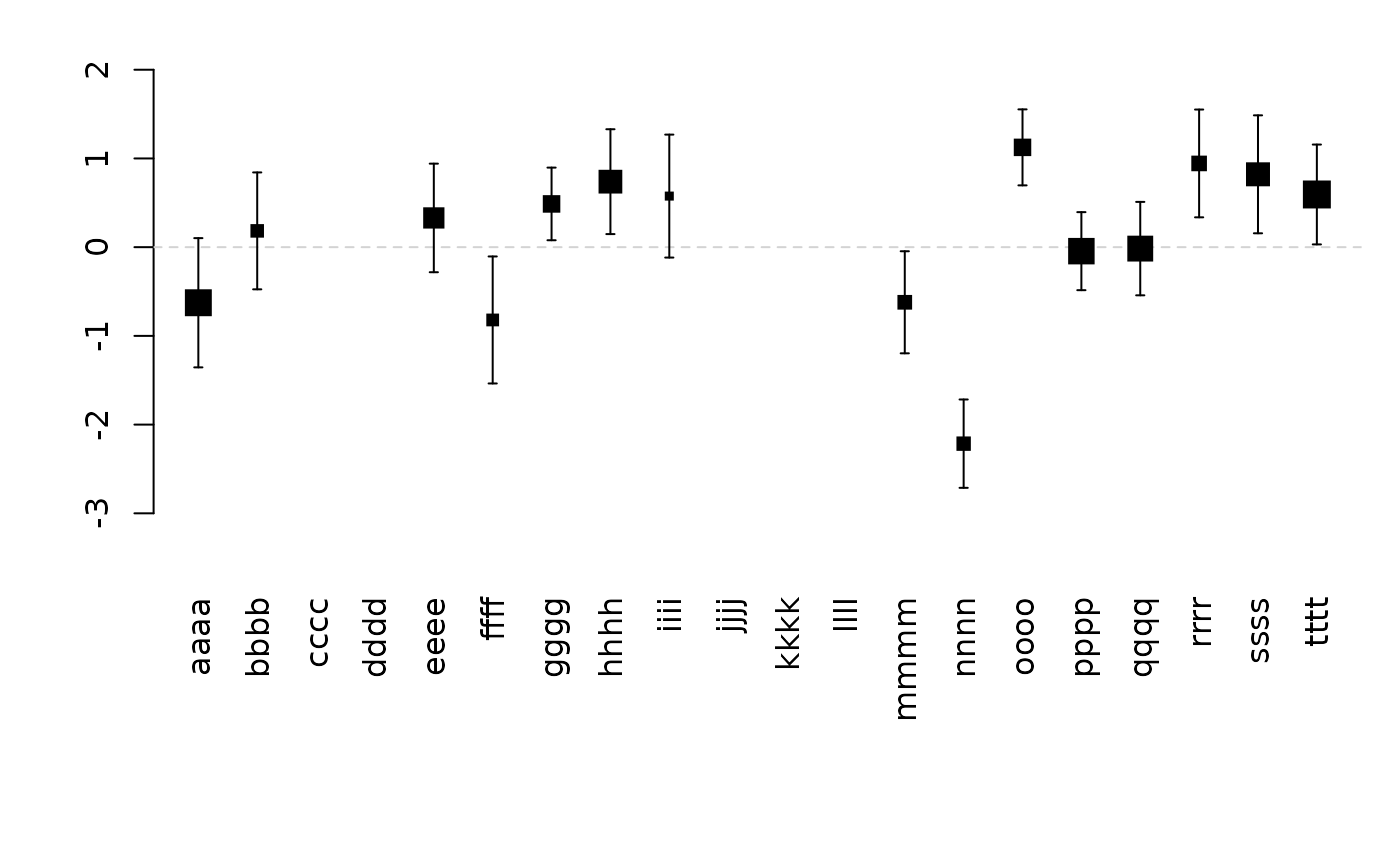 2
1
0
-1
-2
-3
aaaa
bbbb
cccc
dddd
eeee
ffff
gggg
hhhh
iiii
jjjj
kkkk
llll
mmmm
nnnn
oooo
pppp
qqqq
rrrr
ssss
tttt